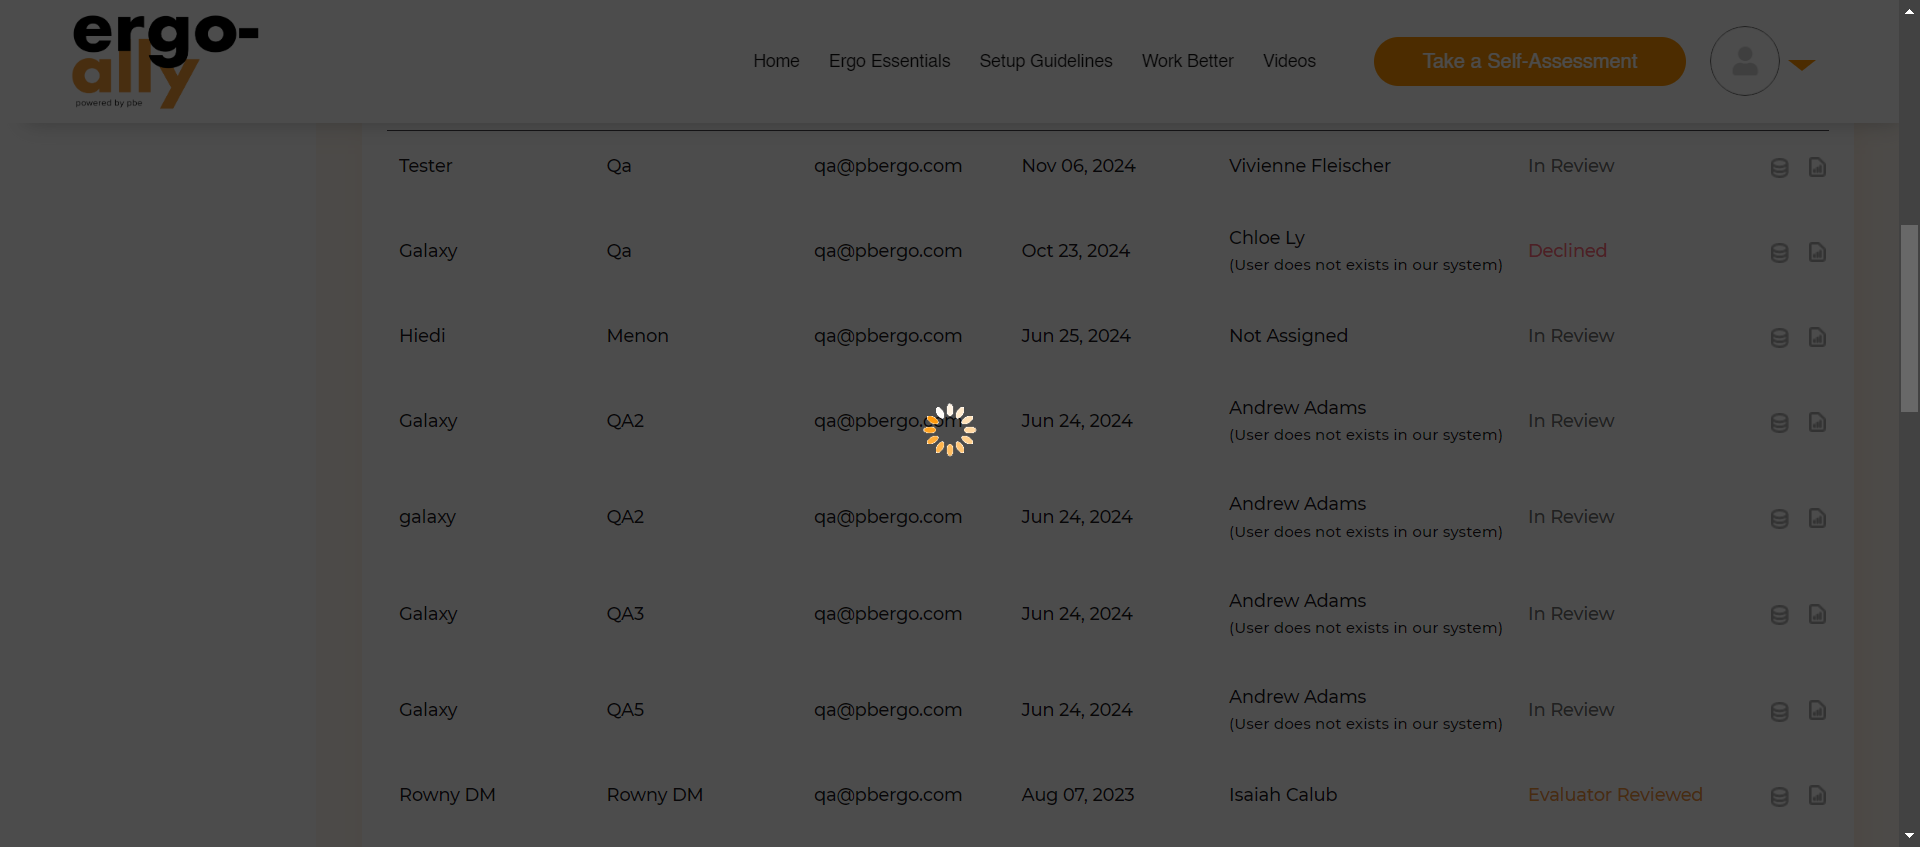 ergo-
ally
powered by pbe
Home Ergo Essentials Setup Guidelines Work Better Videos Take a Self-Assessment
Tester Qa qa@pbergo.com Nov 06, 2024 Vivienne Fleischer In Review
Galaxy Qa qa@pbergo.com Oct 23, 2024 Chloe Ly Declined
(User does not exists in our system)
Hiedi Menon qa@pbergo.com Jun 25, 2024 Not Assigned In Review
Galaxy QA2 qa@pbergo.com Jun 24, 2024 Andrew Adams In Review
(User does not exists in our system)
galaxy QA2 qa@pbergo.com Jun 24, 2024 Andrew Adams In Review
(User does not exists in our system)
Galaxy QA3 qa@pbergo.com Jun 24, 2024 Andrew Adams In Review
(User does not exists in our system)
Galaxy QA5 qa@pbergo.com Jun 24, 2024 Andrew Adams In Review
(User does not exists in our system)
Rowny DM Rowny DM qa@pbergo.com Aug 07, 2023 Isaiah Calub Evaluator Reviewed